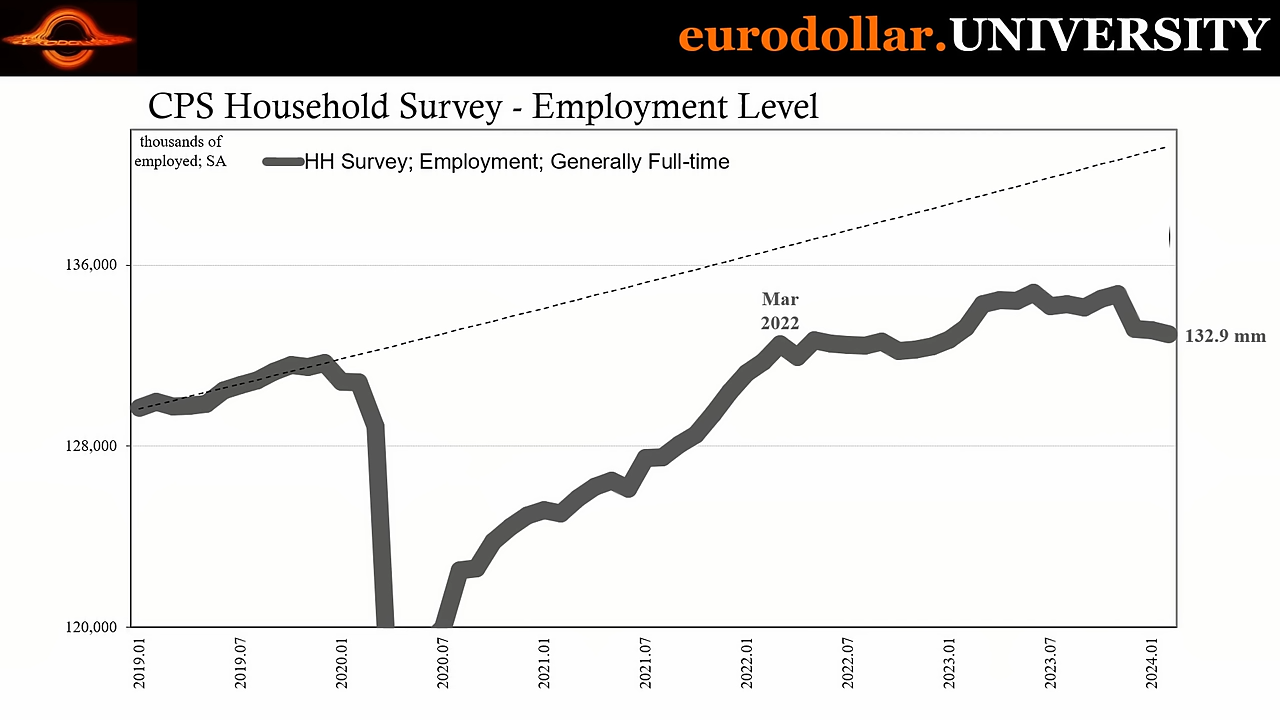 eurodollar.UNIVERSITY
CPS Household Survey - Employment Level
thousands of
employed; SA
HH Survey; Employment; Generally Full-time
136,000
Mar
2022
132.9 mm
128,000
120,000
2019.01
2019.07
2020.01
2020.07
2021.01
2021.07
2022.01
2022.07
2023.01
2023.07
2024.01